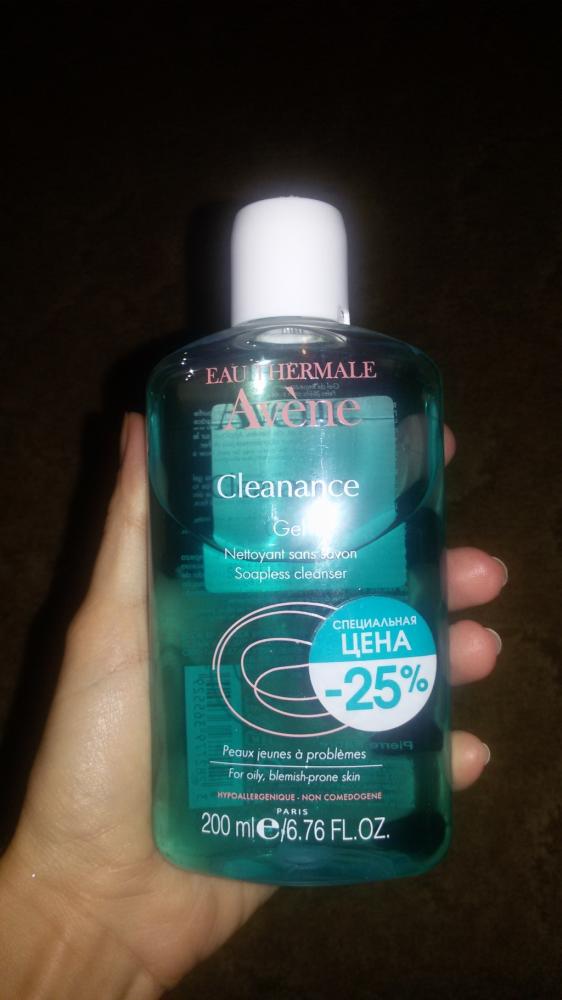 EAU THERMALE
Avène
Cleanance
Gel
Nettoyant sans savon
Soapless cleanser
СПЕЦИАЛЬНАЯ
ЦЕНА
-25%
Peaux jeunes à problèmes
For oily, blemish-prone skin
HYPOALLERGENIQUE - NON COMEDOGENE
PARIS
200 ml e/6.76 FL.OZ.